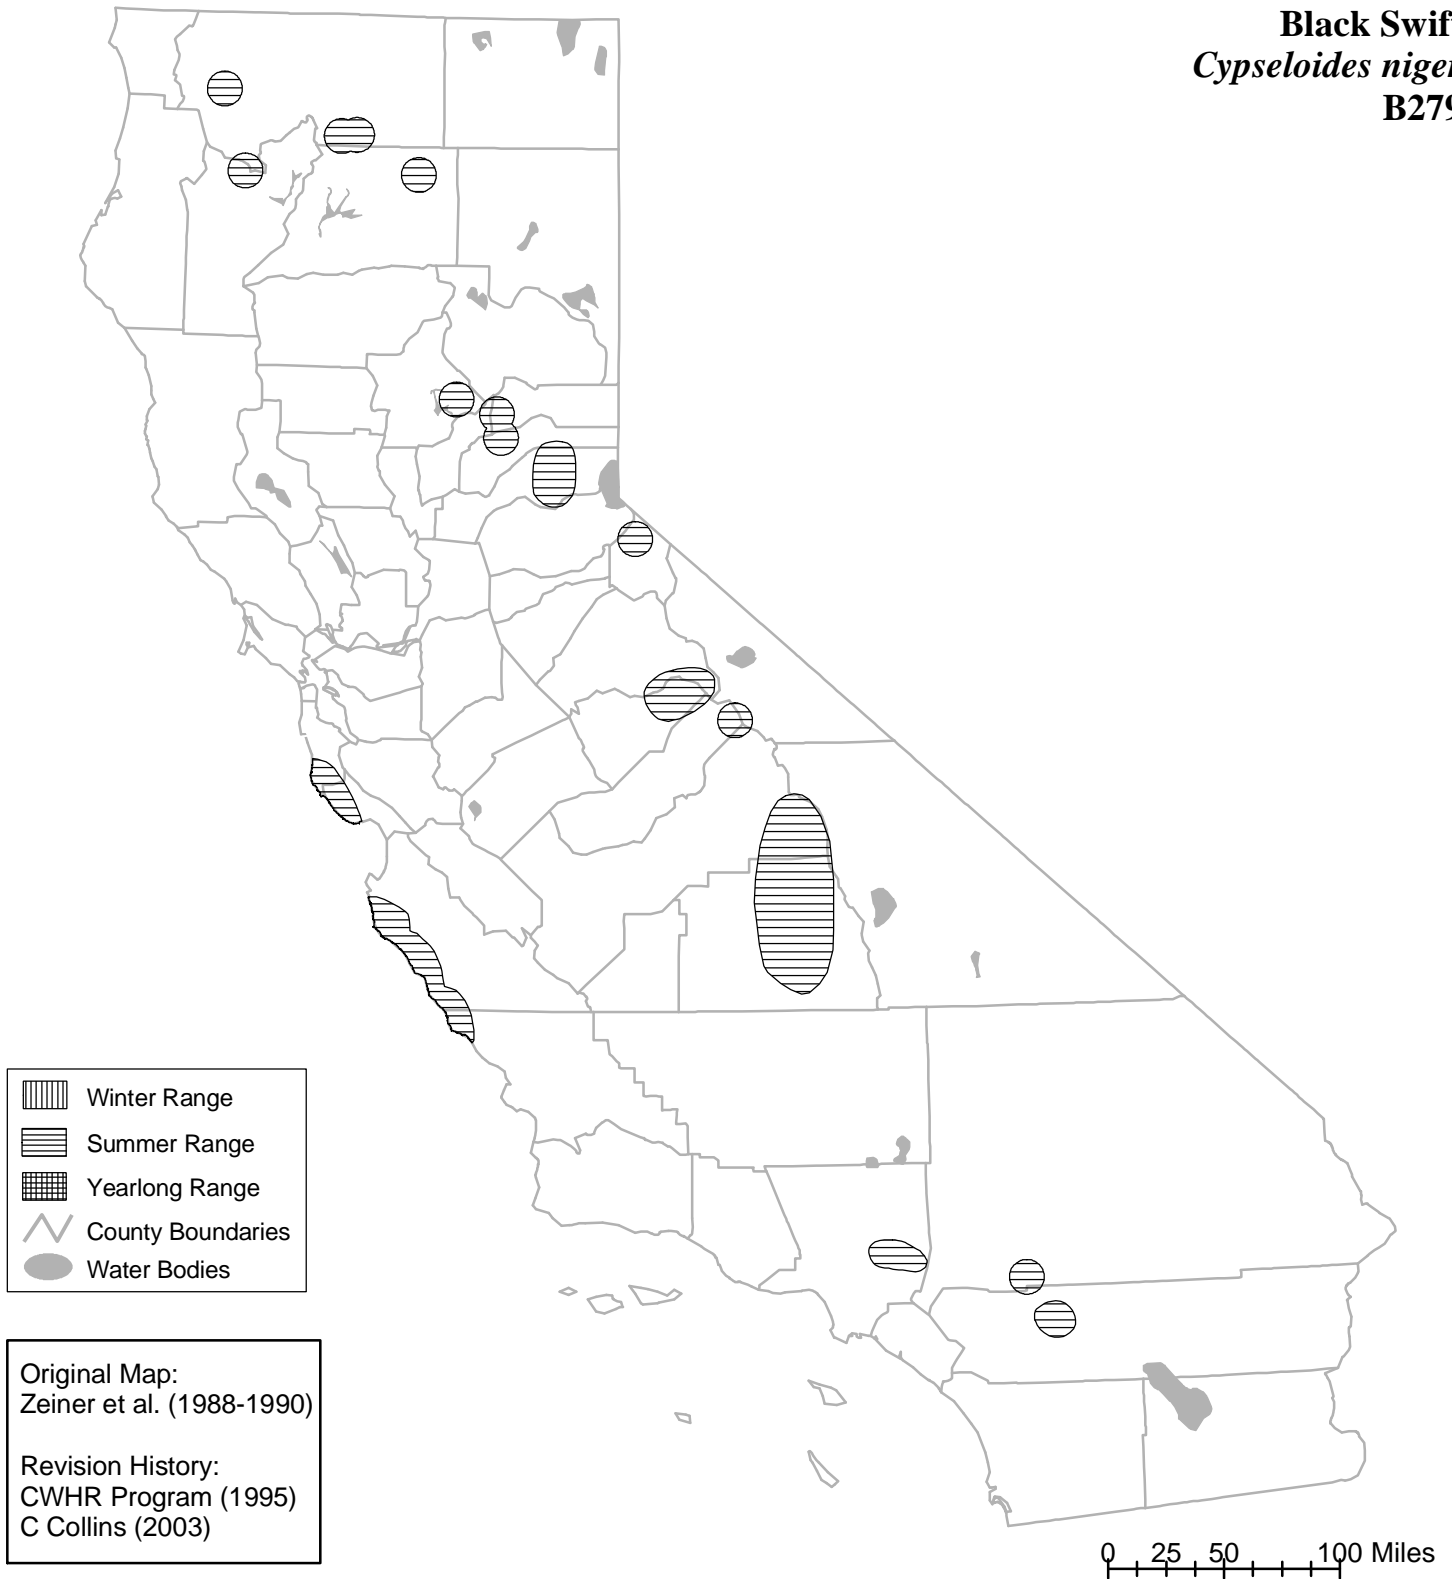 Black Swif
Cypseloides niger
B279
Winter Range
Summer Range
Yearlong Range
County Boundaries
Water Bodies
Original Map:
Zeiner et al. (1988-1990)
Revision History:
CWHR Program (1995)
C Collins (2003)
0 25 50 100 Miles